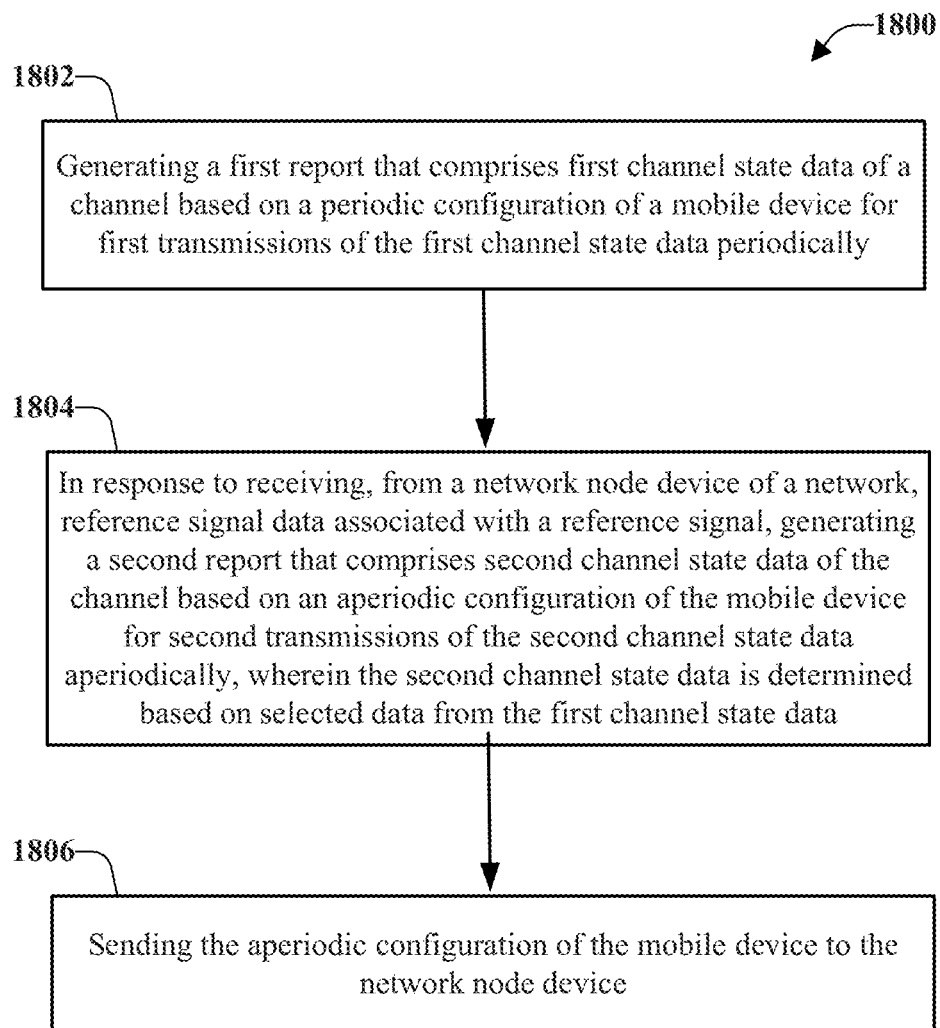 1800
1802
Generating a first report that comprises first channel state data of a
channel based on a periodic configuration of a mobile device for
first transmissions of the first channel state data periodically
1804
In response to receiving, from a network node device of a network,
reference signal data associated with a reference signal, generating
a second report that comprises second channel state data of the
channel based on an aperiodic configuration of the mobile device
for second transmissions of the second channel state data
aperiodically, wherein the second channel state data is determined
based on selected data from the first channel state data
1806
Sending the aperiodic configuration of the mobile device to the
network node device